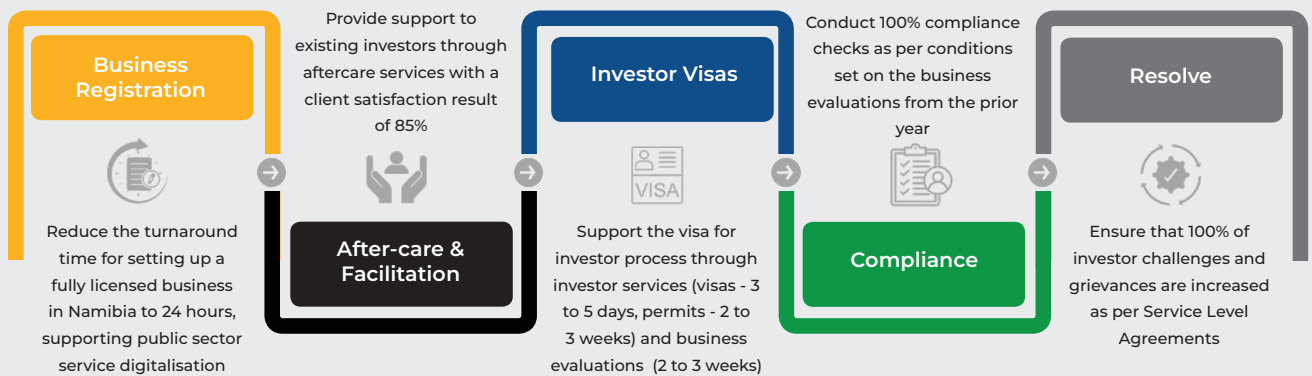 Business
Registration
Reduce the turnaround
time for setting up a
fully licensed business
in Namibia to 24 hours,
supporting public sector
service digitalisation
Provide support to
existing investors through
aftercare services with a
client satisfaction result
of 85%
After-care &
Facilitation
Investor Visas
VISA
Support the visa for
investor process through
investor services (visas - 3
to 5 days, permits - 2 to
3 weeks) and business
evaluations (2 to 3 weeks)
Conduct 100% compliance
checks as per conditions
set on the business
evaluations from the prior
year
Compliance
Resolve
Ensure that 100% of
investor challenges and
grievances are increased
as per Service Level
Agreements